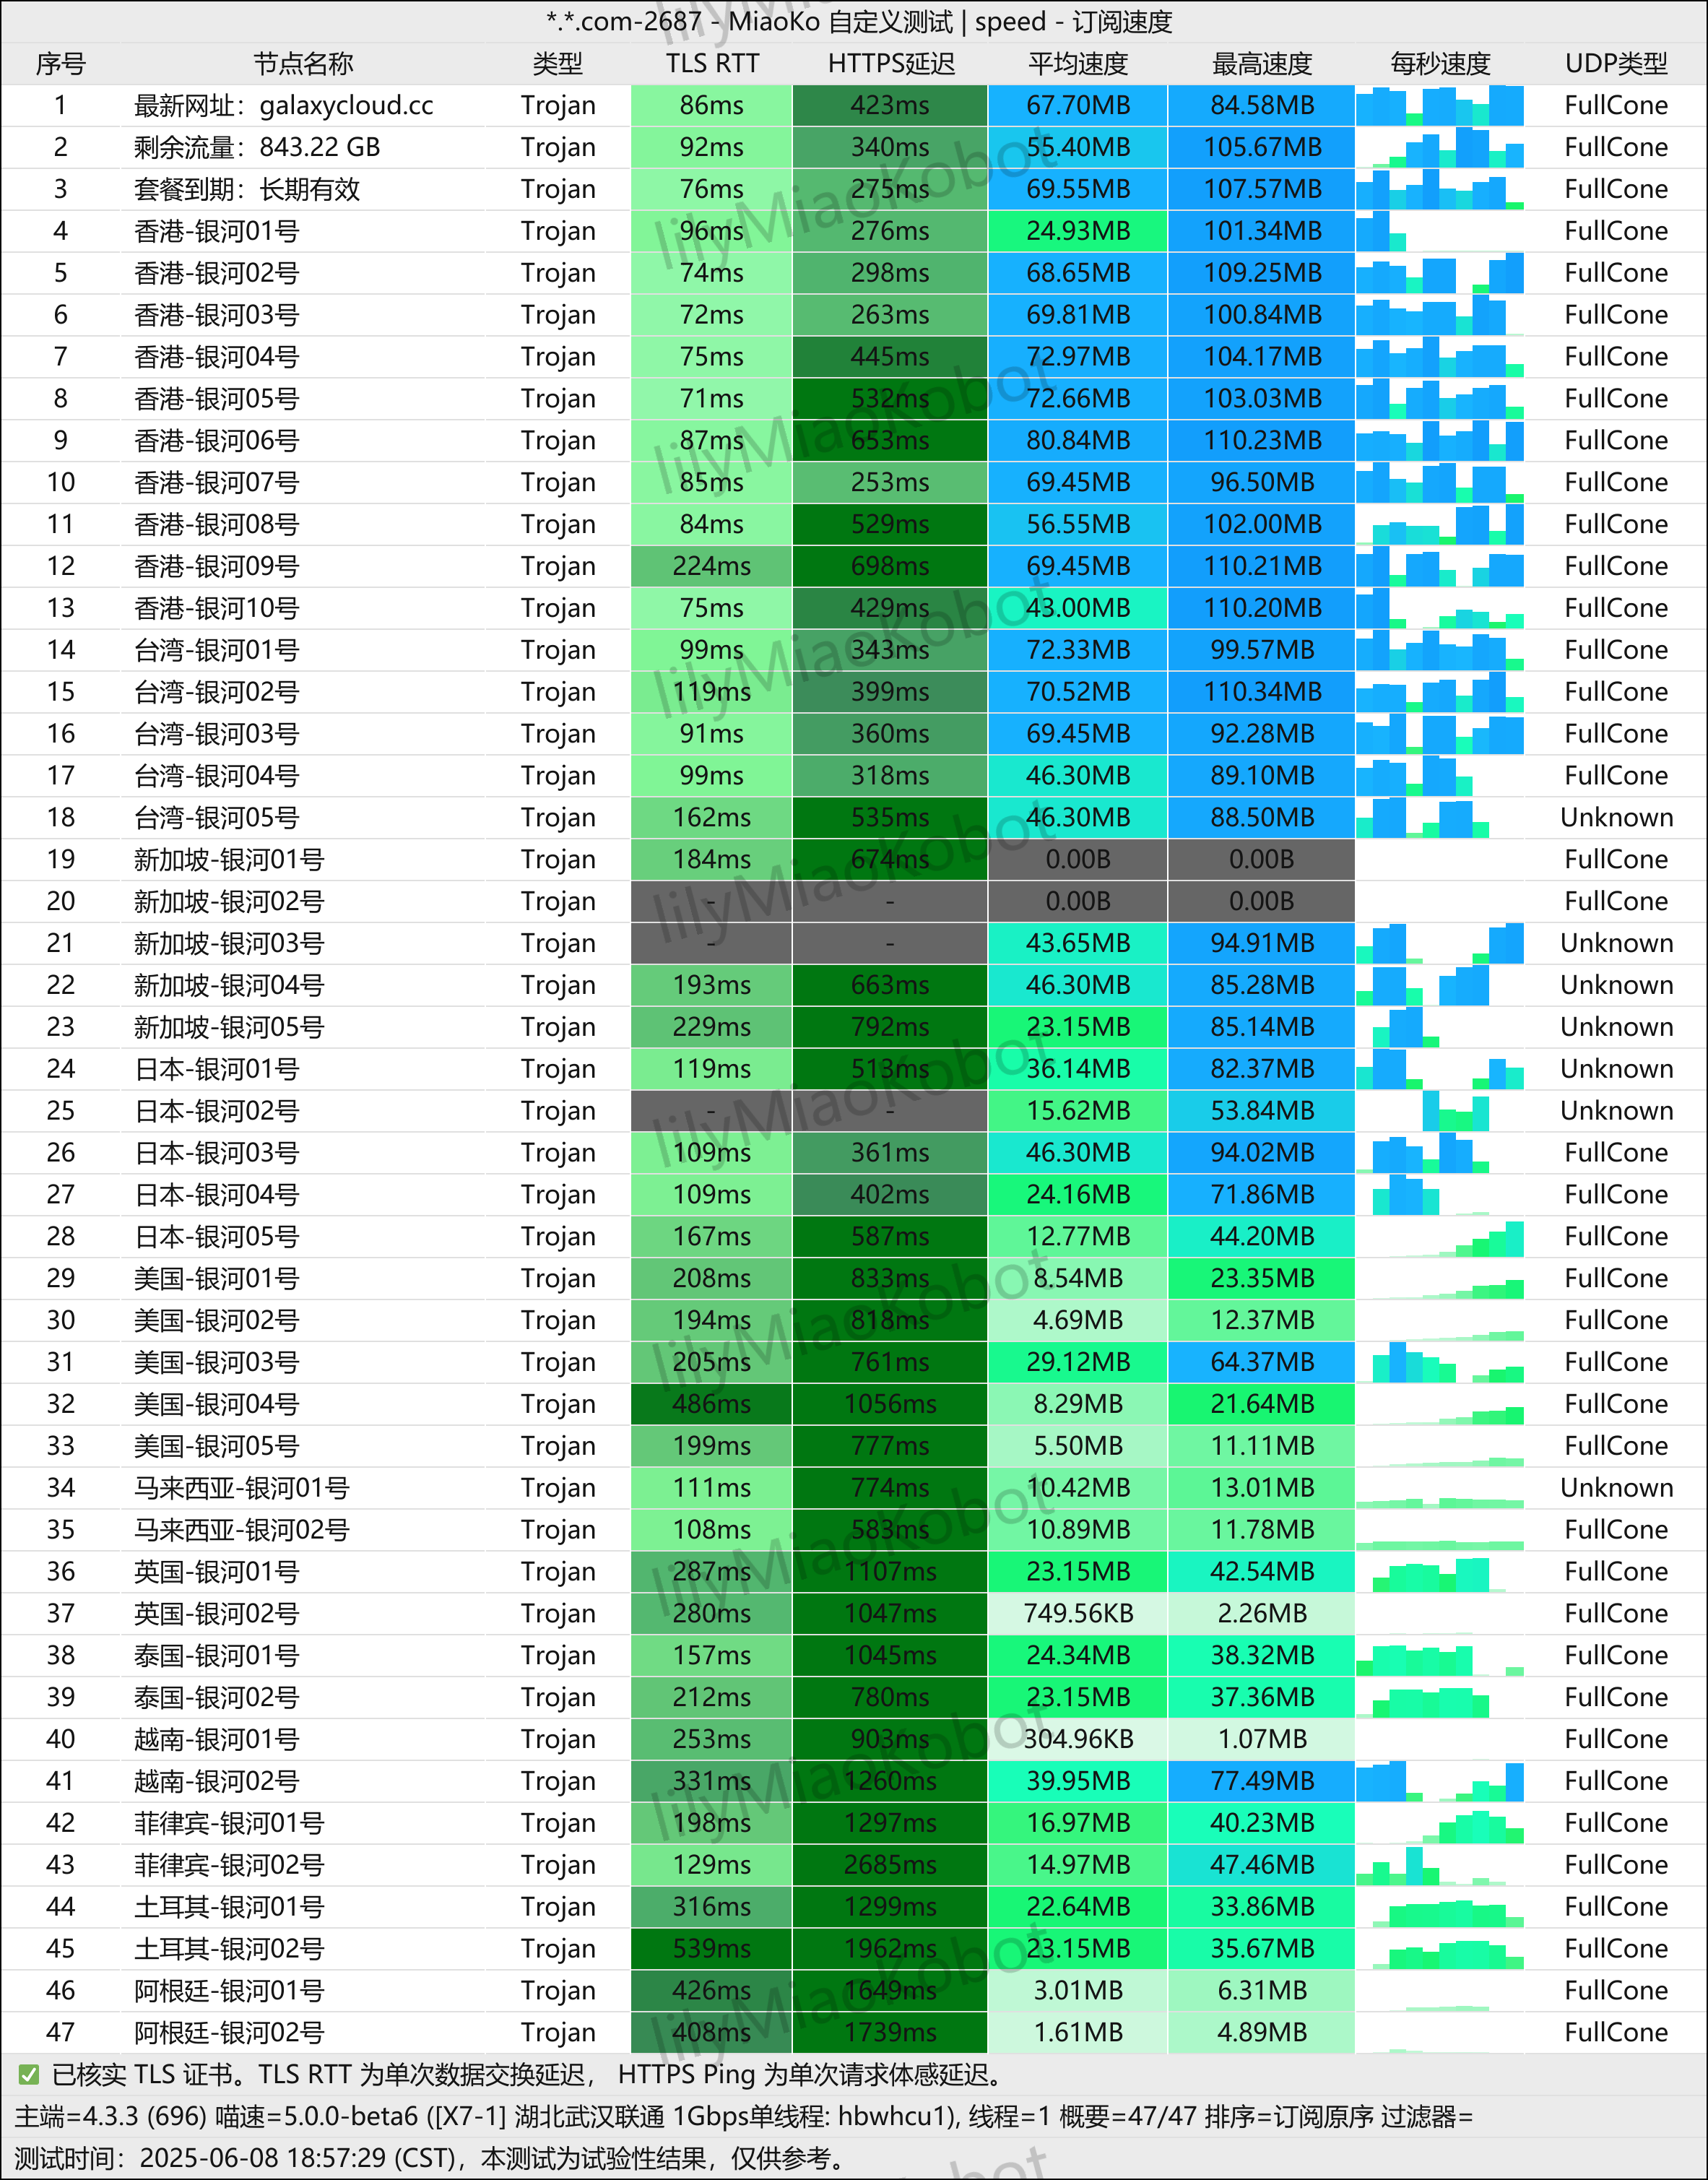 *.*.com-2687 - MiaoKo 自定义测试 | speed - 订阅速度
序号 节点名称 类型 TLS RTT HTTPS延迟 平均速度 最高速度 每秒速度 UDP类型
1 最新网址：galaxycloud.cc Trojan 86ms 423ms 67.70MB 84.58MB FullCone
2 剩余流量：843.22 GB Trojan 92ms 340ms 55.40MB 105.67MB FullCone
3 套餐到期：长期有效 Trojan 76ms 275ms 69.55MB 107.57MB FullCone
4 香港-银河01号 Trojan 96ms 276ms 24.93MB 101.34MB FullCone
5 香港-银河02号 Trojan 74ms 298ms 68.65MB 109.25MB FullCone
6 香港-银河03号 Trojan 72ms 263ms 69.81MB 100.84MB FullCone
7 香港-银河04号 Trojan 75ms 445ms 72.97MB 104.17MB FullCone
8 香港-银河05号 Trojan 71ms 532ms 72.66MB 103.03MB FullCone
9 香港-银河06号 Trojan 87ms 653ms 80.84MB 110.23MB FullCone
10 香港-银河07号 Trojan 85ms 253ms 69.45MB 96.50MB FullCone
11 香港-银河08号 Trojan 84ms 529ms 56.55MB 102.00MB FullCone
12 香港-银河09号 Trojan 224ms 698ms 69.45MB 110.21MB FullCone
13 香港-银河10号 Trojan 75ms 429ms 43.00MB 110.20MB FullCone
14 台湾-银河01号 Trojan 99ms 343ms 72.33MB 99.57MB FullCone
15 台湾-银河02号 Trojan 119ms 399ms 70.52MB 110.34MB FullCone
16 台湾-银河03号 Trojan 91ms 360ms 69.45MB 92.28MB FullCone
17 台湾-银河04号 Trojan 99ms 318ms 46.30MB 89.10MB FullCone
18 台湾-银河05号 Trojan 162ms 535ms 46.30MB 88.50MB Unknown
19 新加坡-银河01号 Trojan 184ms 674ms 0.00B 0.00B FullCone
20 新加坡-银河02号 Trojan - - 0.00B 0.00B FullCone
21 新加坡-银河03号 Trojan - - 43.65MB 94.91MB Unknown
22 新加坡-银河04号 Trojan 193ms 663ms 46.30MB 85.28MB Unknown
23 新加坡-银河05号 Trojan 229ms 792ms 23.15MB 85.14MB Unknown
24 日本-银河01号 Trojan 119ms 513ms 36.14MB 82.37MB Unknown
25 日本-银河02号 Trojan - - 15.62MB 53.84MB Unknown
26 日本-银河03号 Trojan 109ms 361ms 46.30MB 94.02MB FullCone
27 日本-银河04号 Trojan 109ms 402ms 24.16MB 71.86MB FullCone
28 日本-银河05号 Trojan 167ms 587ms 12.77MB 44.20MB FullCone
29 美国-银河01号 Trojan 208ms 833ms 8.54MB 23.35MB FullCone
30 美国-银河02号 Trojan 194ms 818ms 4.69MB 12.37MB FullCone
31 美国-银河03号 Trojan 205ms 761ms 29.12MB 64.37MB FullCone
32 美国-银河04号 Trojan 486ms 1056ms 8.29MB 21.64MB FullCone
33 美国-银河05号 Trojan 199ms 777ms 5.50MB 11.11MB FullCone
34 马来西亚-银河01号 Trojan 111ms 774ms 10.42MB 13.01MB Unknown
35 马来西亚-银河02号 Trojan 108ms 583ms 10.89MB 11.78MB FullCone
36 英国-银河01号 Trojan 287ms 1107ms 23.15MB 42.54MB FullCone
37 英国-银河02号 Trojan 280ms 1047ms 749.56KB 2.26MB FullCone
38 泰国-银河01号 Trojan 157ms 1045ms 24.34MB 38.32MB FullCone
39 泰国-银河02号 Trojan 212ms 780ms 23.15MB 37.36MB FullCone
40 越南-银河01号 Trojan 253ms 903ms 304.96KB 1.07MB FullCone
41 越南-银河02号 Trojan 331ms 1260ms 39.95MB 77.49MB FullCone
42 菲律宾-银河01号 Trojan 198ms 1297ms 16.97MB 40.23MB FullCone
43 菲律宾-银河02号 Trojan 129ms 2685ms 14.97MB 47.46MB FullCone
44 土耳其-银河01号 Trojan 316ms 1299ms 22.64MB 33.86MB FullCone
45 土耳其-银河02号 Trojan 539ms 1962ms 23.15MB 35.67MB FullCone
46 阿根廷-银河01号 Trojan 426ms 1649ms 3.01MB 6.31MB FullCone
47 阿根廷-银河02号 Trojan 408ms 1739ms 1.61MB 4.89MB FullCone
✅ 已核实 TLS 证书。TLS RTT 为单次数据交换延迟， HTTPS Ping 为单次请求体感延迟。
主端=4.3.3 (696) 喵速=5.0.0-beta6 ([X7-1] 湖北武汉联通 1Gbps单线程: hbwhcu1), 线程=1 概要=47/47 排序=订阅原序 过滤器=
测试时间：2025-06-08 18:57:29 (CST)，本测试为试验性结果，仅供参考。
lilyMiaoKobot
lilyMiaoKobot
lilyMiaoKobot
lilyMiaoKobot
lilyMiaoKobot
lilyMiaoKobot
lilyMiaoKobot
lilyMiaoKobot
lilyMiaoKobot